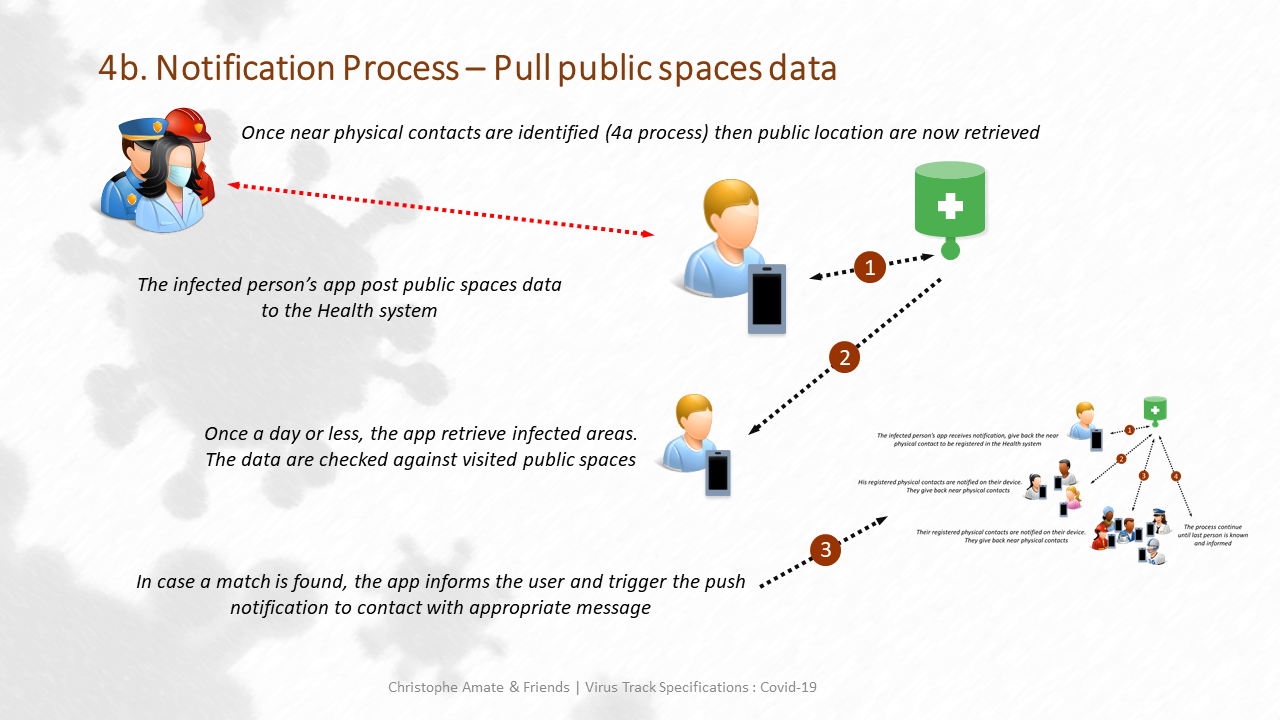 4b. Notification Process – Pull public spaces data
Once near physical contacts are identified (4a process) then public location are now retrieved
1
The infected person’s app post public spaces data
to the Health system
2
Once a day or less, the app retrieve infected areas.
The data are checked against visited public spaces
The infected person's app receives notification, give back the near
physical contact to be registered in the Health system
1
2
3
4
His registered physical contacts are notified on their device.
They give back near physical contacts
Their registered physical contacts are notified on their device.
They give back near physical contacts
The process continue
until last person is known
and informed
3
In case a match is found, the app informs the user and trigger the push
notification to contact with appropriate message
Christophe Amate & Friends | Virus Track Specifications : Covid-19